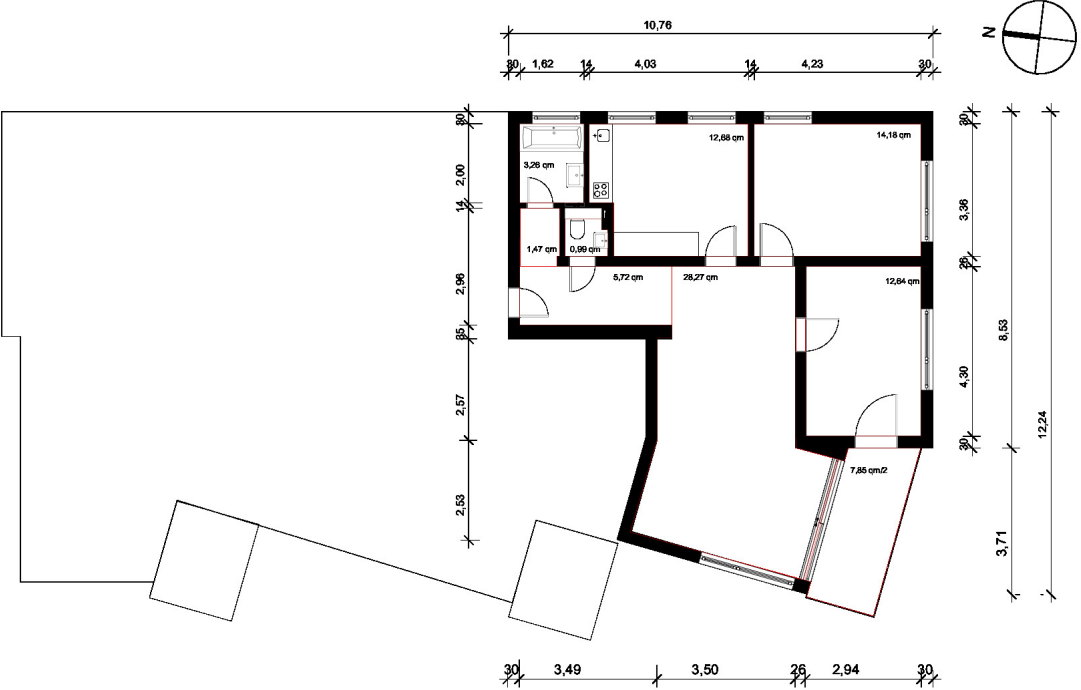 10,76
N
30 1,62 14 4,03 14 4,23 30
30
2,00
14
2,96
35
2,57
2,53
3,26 qm
12,68 qm
14,18 qm
1,47 qm
0,99 qm
5,72 qm
28,27 qm
12,64 qm
7,85 qm/2
30
3,36
26
4,30
30
8,53
3,71
12,24
30 3,49 3,50 26 2,94 30